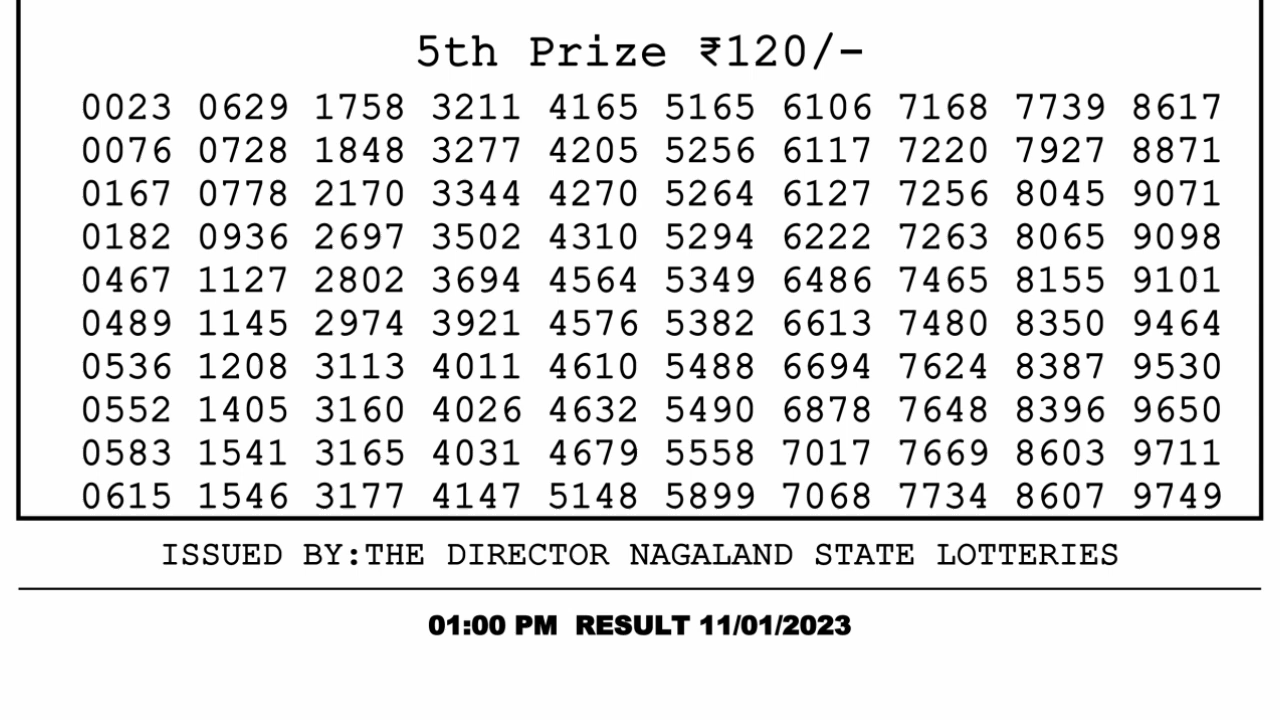 5th Prize ₹120/-
0023 0629 1758 3211 4165 5165 6106 7168 7739 8617
0076 0728 1848 3277 4205 5256 6117 7220 7927 8871
0167 0778 2170 3344 4270 5264 6127 7256 8045 9071
0182 0936 2697 3502 4310 5294 6222 7263 8065 9098
0467 1127 2802 3694 4564 5349 6486 7465 8155 9101
0489 1145 2974 3921 4576 5382 6613 7480 8350 9464
0536 1208 3113 4011 4610 5488 6694 7624 8387 9530
0552 1405 3160 4026 4632 5490 6878 7648 8396 9650
0583 1541 3165 4031 4679 5558 7017 7669 8603 9711
0615 1546 3177 4147 5148 5899 7068 7734 8607 9749
ISSUED BY:THE DIRECTOR NAGALAND STATE LOTTERIES
01:00 PM RESULT 11/01/2023